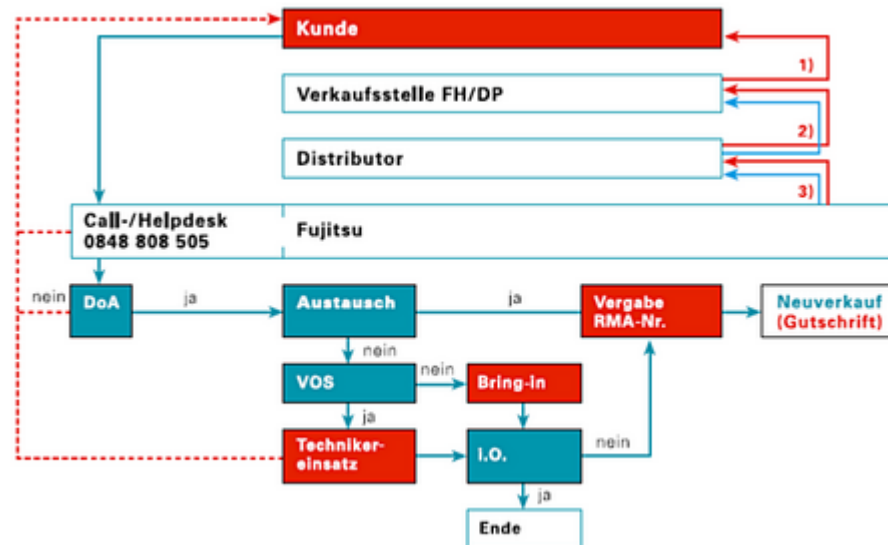 Kunde
1)
Verkaufsstelle FH/DP
2)
Distributor
3)
Call-/Helpdesk
0848 808 505
Fujitsu
nein
DoA
ja
Austausch
ja
Vergabe
RMA-Nr.
Neuverkauf
(Gutschrift)
nein
VOS
nein
Bring-in
ja
Techniker-
einsatz
I.O.
nein
ja
Ende